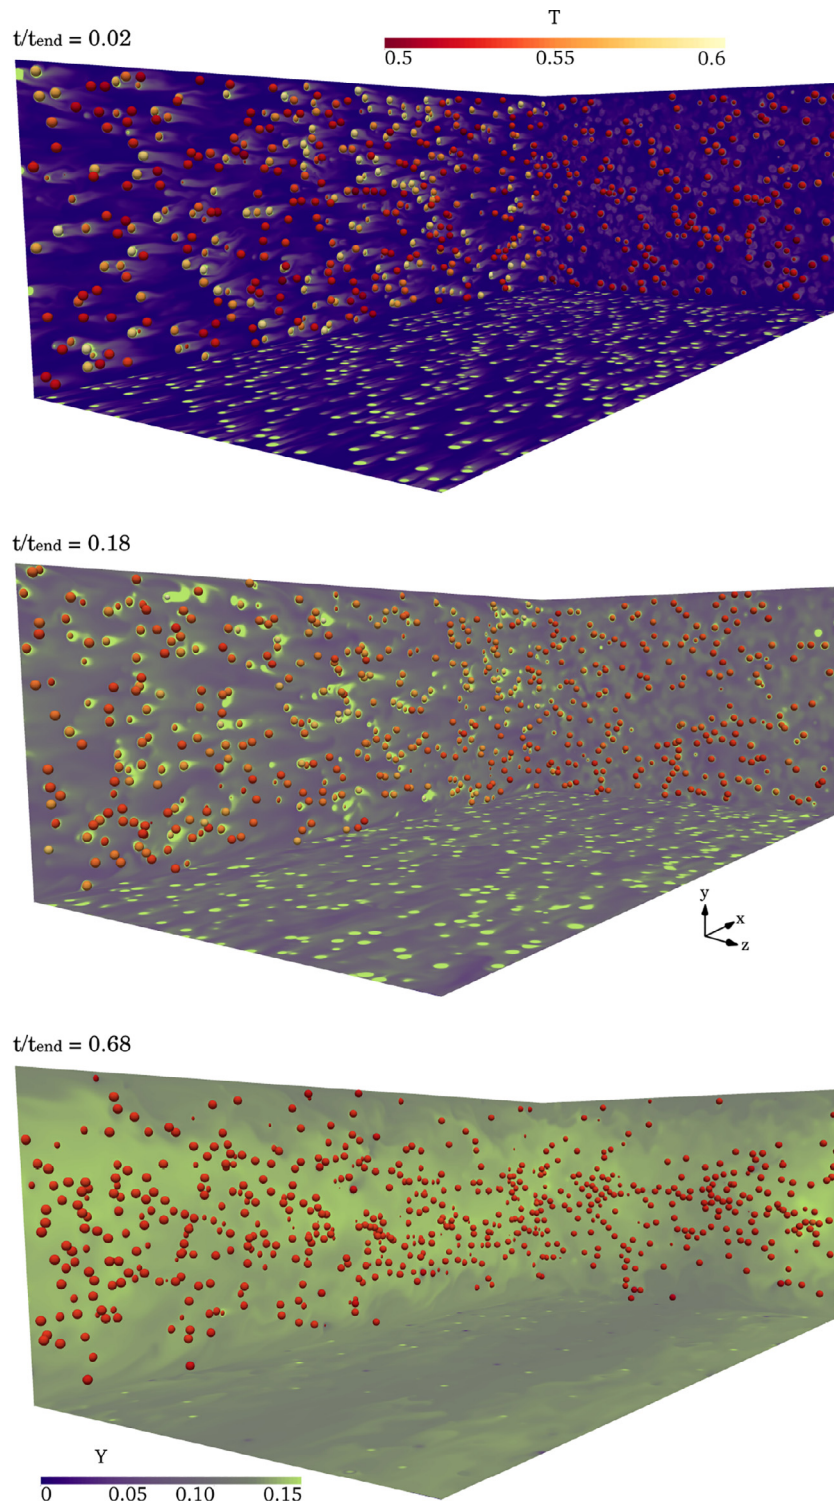 T
t/tend = 0.02
0.5 0.55 0.6
t/tend = 0.18
y
x
z
t/tend = 0.68
Y
0 0.05 0.10 0.15